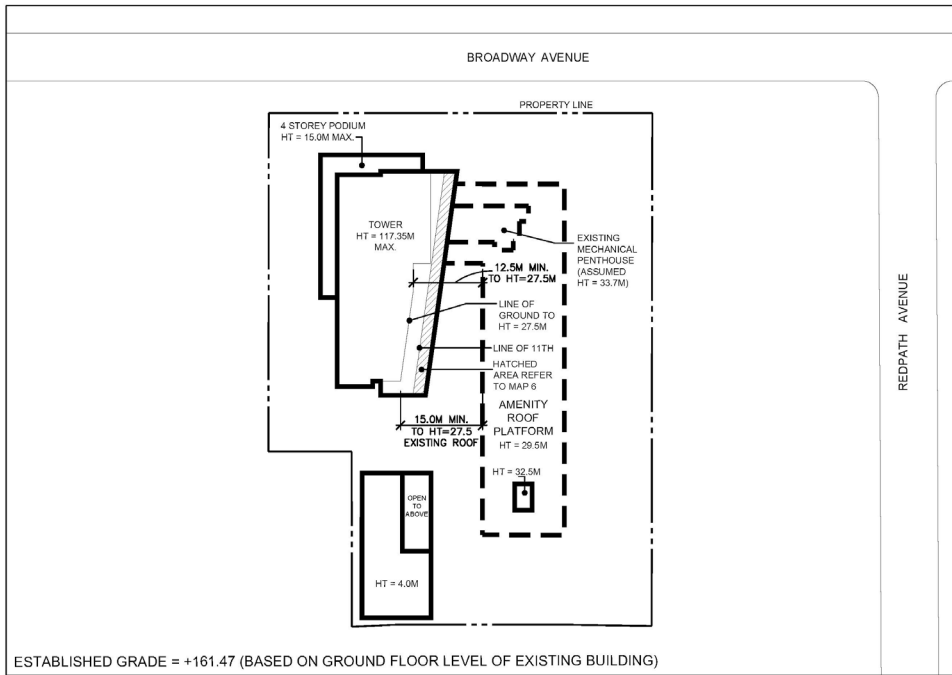 BROADWAY AVENUE
PROPERTY LINE
4 STOREY PODIUM
HT = 15.0M MAX.
TOWER
HT = 117.35M
MAX.
EXISTING
MECHANICAL
PENTHOUSE
(ASSUMED
HT = 33.7M)
12.5M MIN.
TO HT=27.5M
LINE OF
GROUND TO
HT = 27.5M
LINE OF 11TH
HATCHED
AREA REFER
TO MAP 6
REDPATH AVENUE
AMENITY
ROOF
PLATFORM
HT = 29.5M
15.0M MIN.
TO HT=27.5
EXISTING ROOF
HT = 32.5M
OPEN
TO
ABOVE
HT = 4.0M
ESTABLISHED GRADE = +161.47 (BASED ON GROUND FLOOR LEVEL OF EXISTING BUILDING)